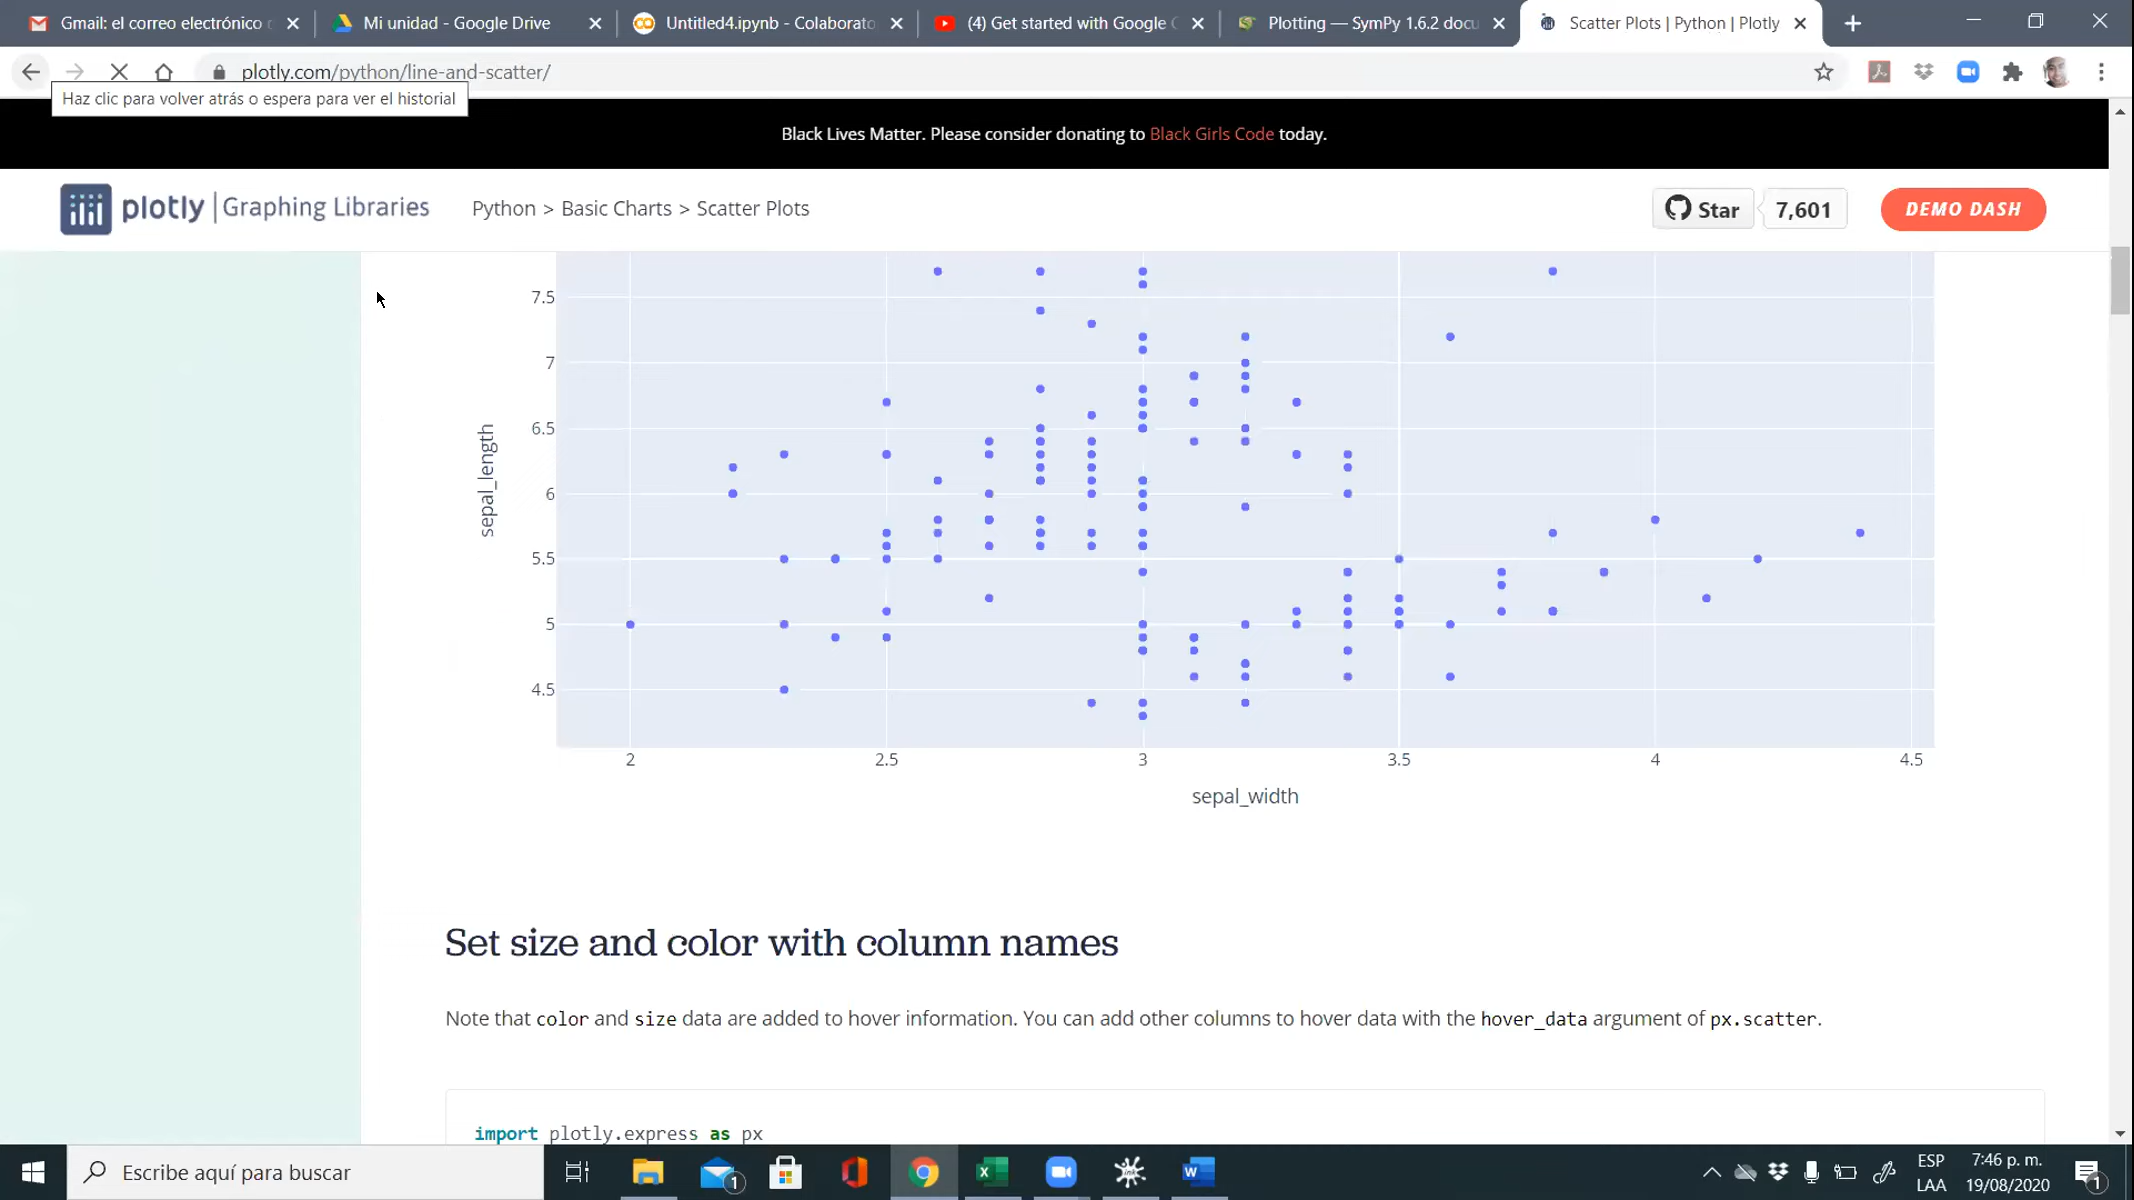 Gmail: el correo electrónico
Mi unidad - Google Drive
Untitled4.ipynb - Colaborato
(4) Get started with Google
Plotting — SymPy 1.6.2 docu
Scatter Plots | Python | Plotly
plotly.com/python/line-and-scatter/
Haz clic para volver atrás o espera para ver el historial
Black Lives Matter. Please consider donating to Black Girls Code today.
plotly | Graphing Libraries
Python > Basic Charts > Scatter Plots
Star
7,601
DEMO DASH
7.5
7
6.5
6
5.5
5
4.5
sepal_length
2
2.5
3
3.5
4
4.5
sepal_width
Set size and color with column names
Note that color and size data are added to hover information. You can add other columns to hover data with the hover_data argument of px.scatter.
import plotly.express as px
Escribe aquí para buscar
1
ESP
LAA
7:46 p. m.
19/08/2020
1